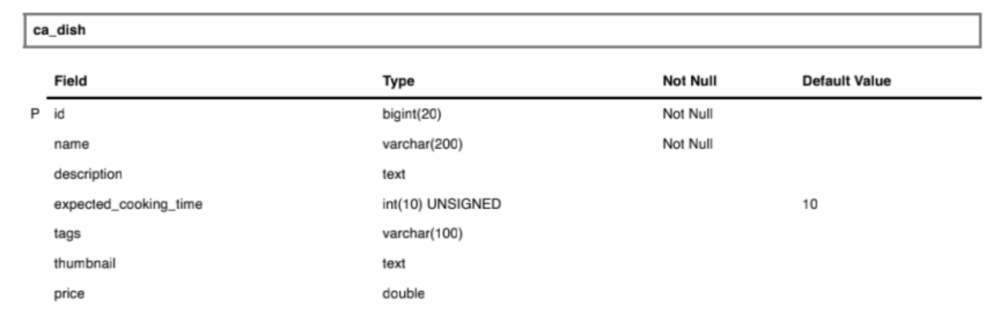 ca_dish
Field Type Not Null Default Value
P id bigint(20) Not Null
name varchar(200) Not Null
description text
expected_cooking_time int(10) UNSIGNED 10
tags varchar(100)
thumbnail text
price double